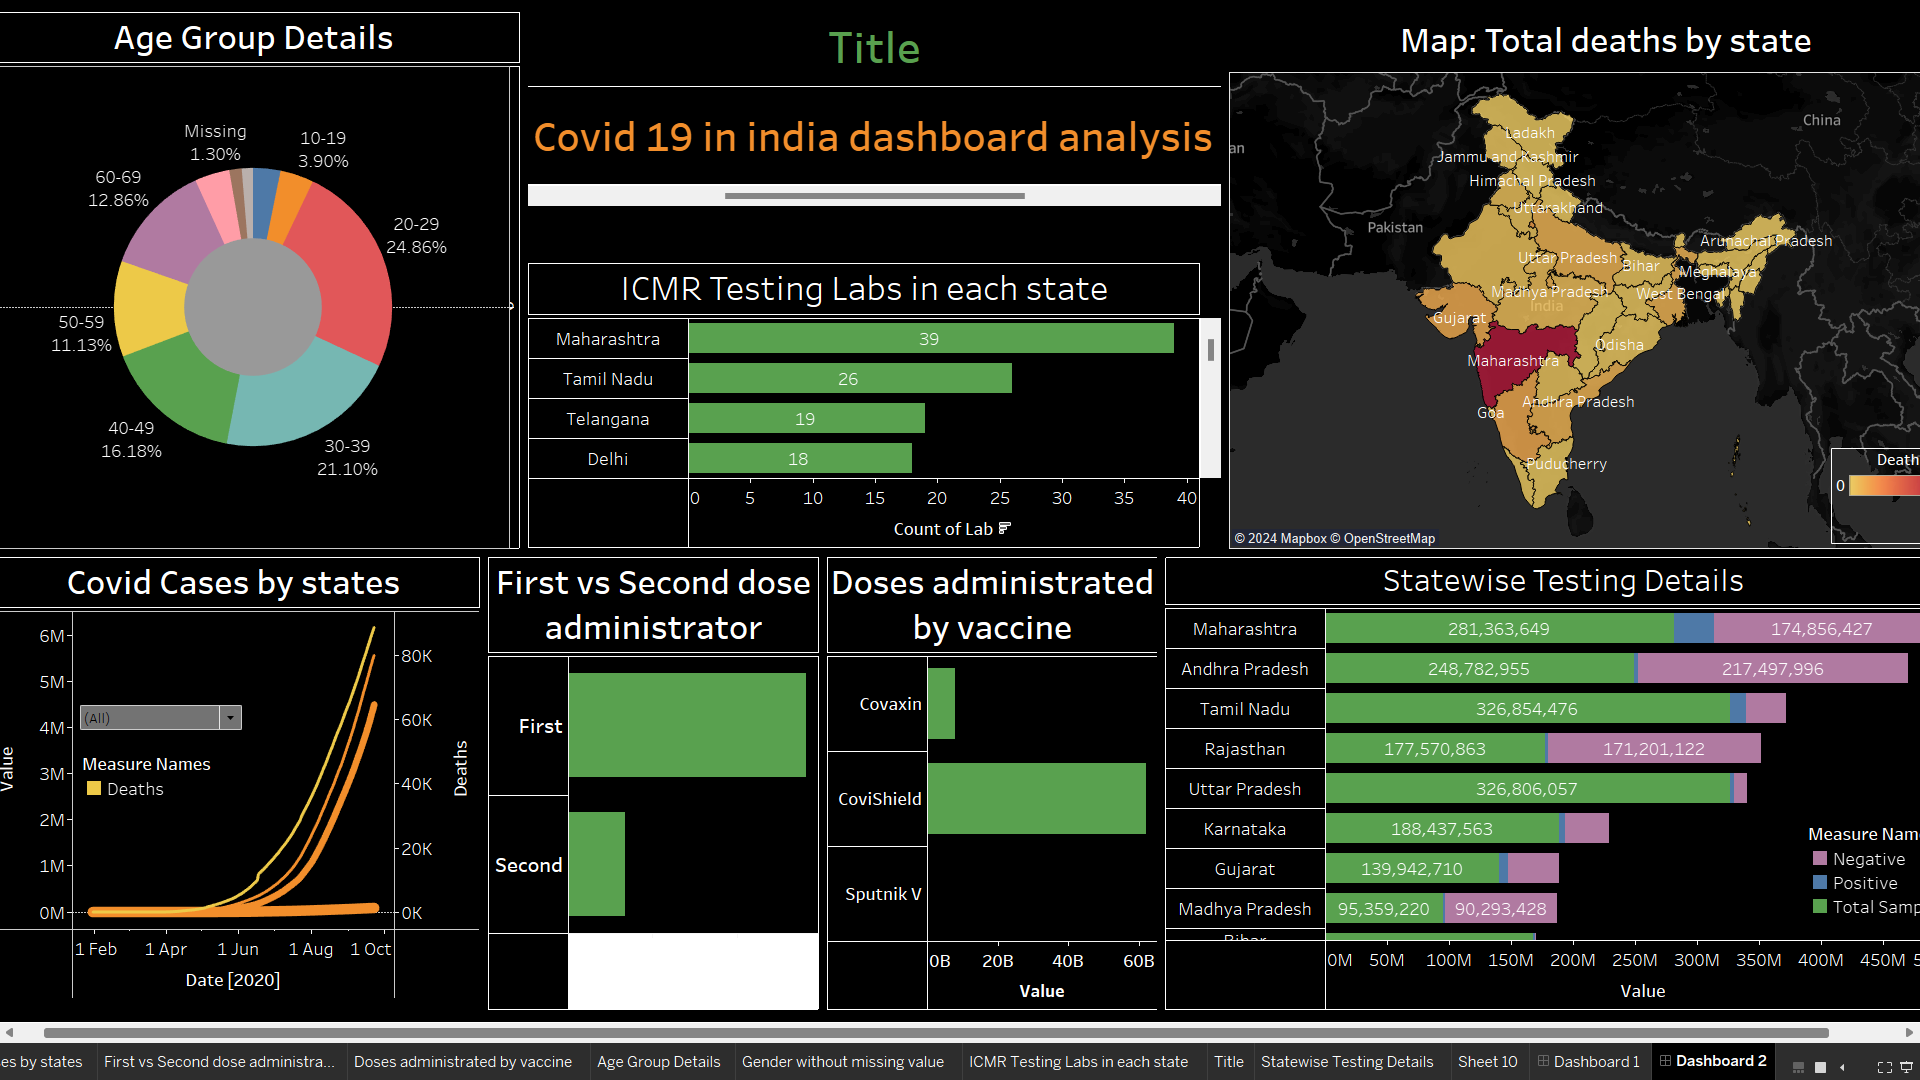 Age Group Details
Missing
1.30%
10-19
3.90%
60-69
12.86%
20-29
24.86%
50-59
11.13%
40-49
16.18%
30-39
21.10%
Title
Covid 19 in india dashboard analysis
ICMR Testing Labs in each state
Maharashtra 39
Tamil Nadu 26
Telangana 19
Delhi 18
0 5 10 15 20 25 30 35 40
Count of Lab
Map: Total deaths by state
China
an
Ladakh
Jammu and Kashmir
Himachal Pradesh
Uttarakhand
Pakistan
Arunachal Pradesh
Uttar Pradesh
Bihar
Meghalaya
Madhya Pradesh
West Bengal
India
Gujarat
Odisha
Maharashtra
Andhra Pradesh
Goa
Puducherry
Death
0
© 2024 Mapbox © OpenStreetMap
Covid Cases by states
6M
5M
4M
3M
2M
1M
0M
Value
(All)
Measure Names
Deaths
80K
60K
40K
20K
0K
Deaths
1 Feb 1 Apr 1 Jun 1 Aug 1 Oct
Date [2020]
First vs Second dose
administrator
First
Second
Doses administrated
by vaccine
Covaxin
CoviShield
Sputnik V
0B 20B 40B 60B
Value
Statewise Testing Details
Maharashtra 281,363,649 174,856,427
Andhra Pradesh 248,782,955 217,497,996
Tamil Nadu 326,854,476
Rajasthan 177,570,863 171,201,122
Uttar Pradesh 326,806,057
Karnataka 188,437,563
Gujarat 139,942,710
Madhya Pradesh 95,359,220 90,293,428
Bihar
Measure Nam
Negative
Positive
Total Samp
0M 50M 100M 150M 200M 250M 300M 350M 400M 450M 5
Value
es by states First vs Second dose administra... Doses administrated by vaccine Age Group Details Gender without missing value ICMR Testing Labs in each state Title Statewise Testing Details Sheet 10 Dashboard 1 Dashboard 2